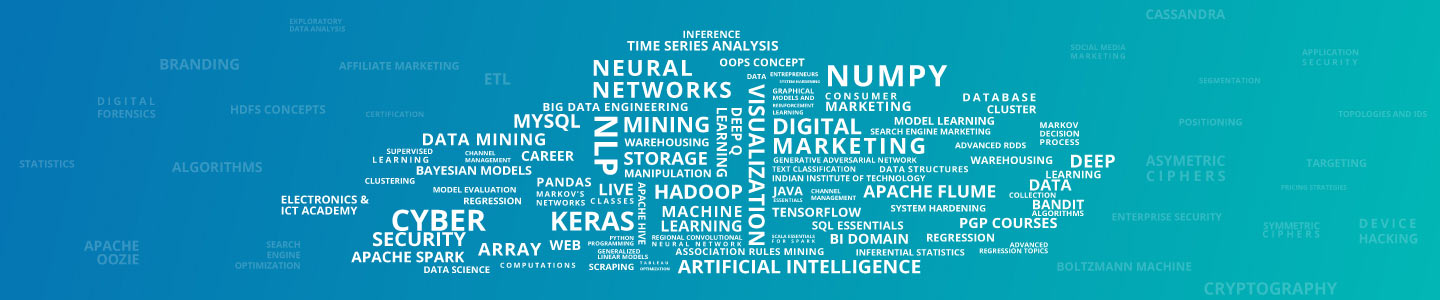 EXPLORATORY
DATA ANALYSIS
BRANDING
AFFILIATE MARKETING
ETL
DIGITAL
FORENSICS
HDFS CONCEPTS
CERTIFICATION
STATISTICS
ALGORITHMS
APACHE
OOZIE
SEARCH
ENGINE
OPTIMIZATION
INFERENCE
TIME SERIES ANALYSIS
NEURAL
NETWORKS
OOPS CONCEPT
DATA
ENTREPRENEURS
SYSTEM HARDENING
NUMPY
BIG DATA ENGINEERING
MYSQL
NLP
MINING
WAREHOUSING
STORAGE
MANIPULATION
DEEP Q
LEARNING
VISUALIZATION
GRAPHICAL
MODELS AND
REINFORCEMENT
LEARNING
CONSUMER
MARKETING
DATABASE
CLUSTER
DIGITAL
MARKETING
MODEL LEARNING
SEARCH ENGINE MARKETING
MARKOV
DECISION
PROCESS
ADVANCED RDDS
DATA MINING
SUPERVISED
LEARNING
CHANNEL
MANAGEMENT
CAREER
BAYESIAN MODELS
CLUSTERING
GENERATIVE ADVERSARIAL NETWORK
WAREHOUSING
DEEP
LEARNING
TEXT CLASSIFICATION
DATA STRUCTURES
INDIAN INSTITUTE OF TECHNOLOGY
MODEL EVALUATION
REGRESSION
PANDAS
MARKOV'S
NETWORKS
LIVE
CLASSES
APACHE HIVE
HADOOP
JAVA
ESSENTIALS
CHANNEL
MANAGEMENT
APACHE FLUME
DATA
COLLECTION
BANDIT
ALGORITHMS
ELECTRONICS &
ICT ACADEMY
CYBER
SECURITY
KERAS
MACHINE
LEARNING
TENSORFLOW
SYSTEM HARDENING
SQL ESSENTIALS
PGP COURSES
APACHE SPARK
ARRAY
WEB
PYTHON
PROGRAMMING
GENERALIZED
LINEAR MODELS
REGIONAL CONVOLUTIONAL
NEURAL NETWORK
SCALA ESSENTIALS
FOR SPARK
BI DOMAIN
REGRESSION
ADVANCED
REGRESSION TOPICS
ASSOCIATION RULES MINING
INFERENTIAL STATISTICS
DATA SCIENCE
COMPUTATIONS
SCRAPING
TABLEAU
OPTIMIZATION
ARTIFICIAL INTELLIGENCE
CASSANDRA
SOCIAL MEDIA
MARKETING
APPLICATION
SECURITY
SEGMENTATION
POSITIONING
TOPOLOGIES AND IDS
ASYMETRIC
CIPHERS
TARGETING
PRICING STRATEGIES
ENTERPRISE SECURITY
SYMMETRIC
CIPHERS
DEVICE
HACKING
BOLTZMANN MACHINE
CRYPTOGRAPHY